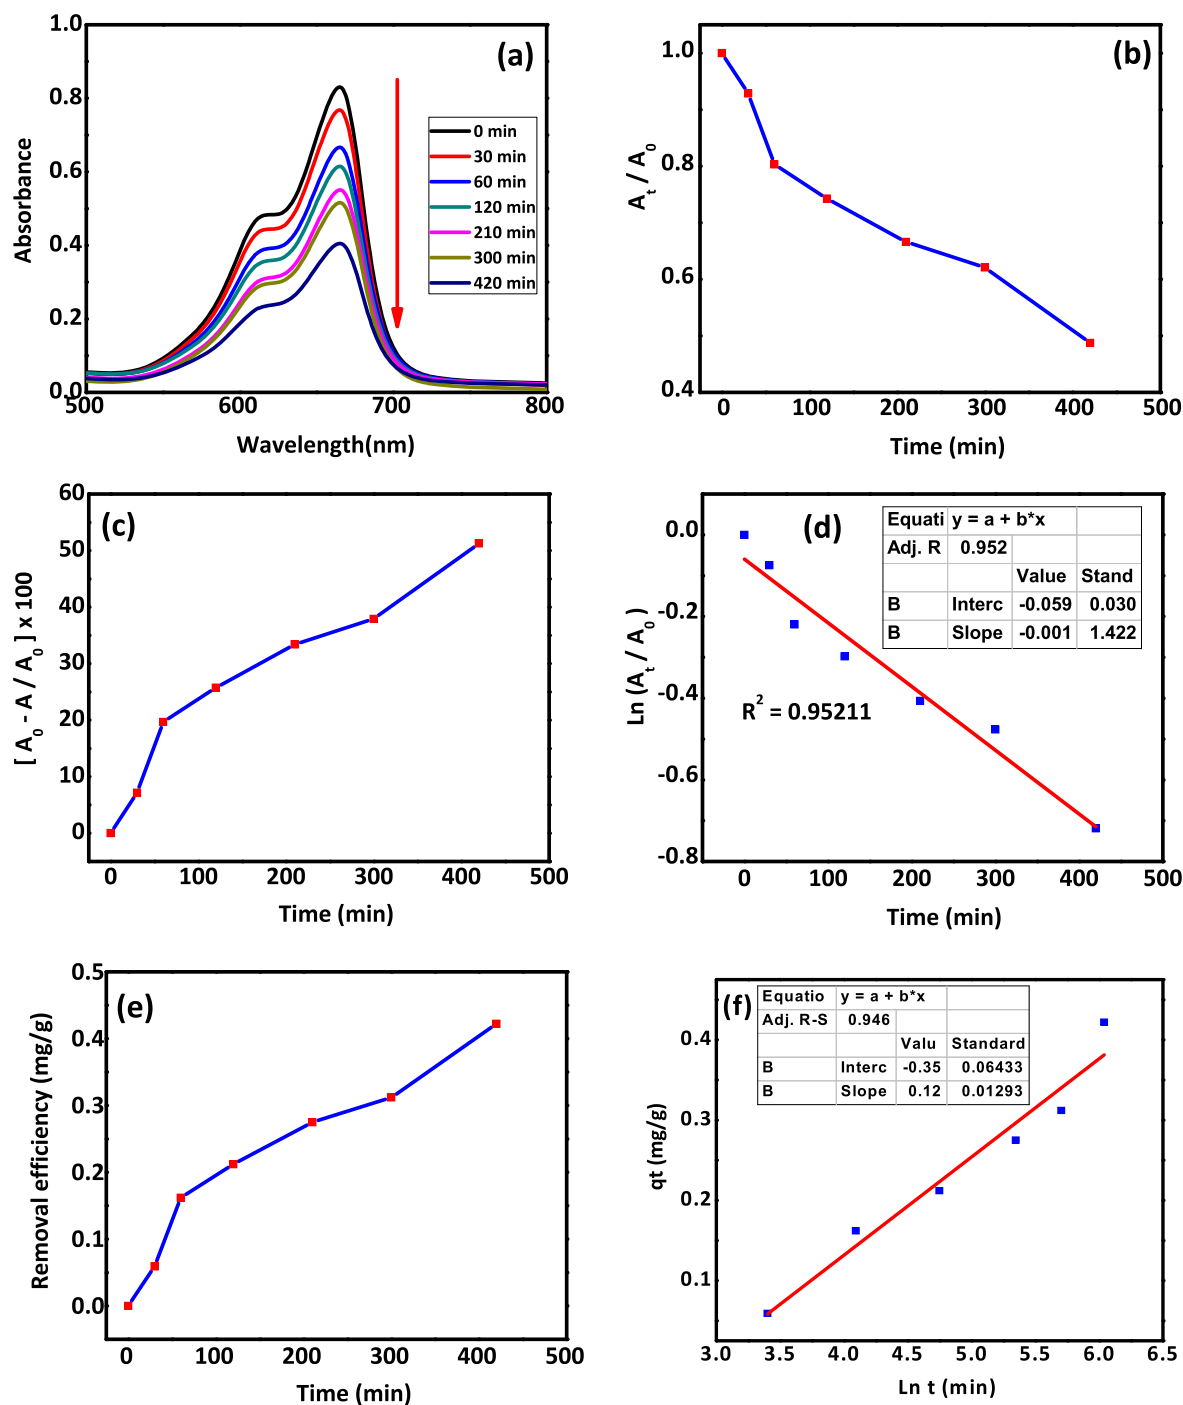 (a)
1.0
0.8
0.6
0.4
0.2
0.0
Absorbance
0 min
30 min
60 min
120 min
210 min
300 min
420 min
500 600 700 800
Wavelength(nm)
(b)
1.0
0.8
0.6
0.4
A_t / A_0
0 100 200 300 400 500
Time (min)
(c)
60
50
40
30
20
10
0
[ A_0 - A / A_0 ] x 100
0 100 200 300 400 500
Time (min)
(d)
0.0
-0.2
-0.4
-0.6
-0.8
Ln (A_t / A_0)
Equati y = a + b*x
Adj. R 0.952
Value Stand
B Interc -0.059 0.030
B Slope -0.001 1.422
R^2 = 0.95211
0 100 200 300 400 500
Time (min)
(e)
0.5
0.4
0.3
0.2
0.1
0.0
Removal efficiency (mg/g)
0 100 200 300 400 500
Time (min)
(f)
0.4
0.3
0.2
0.1
qt (mg/g)
Equatio y = a + b*x
Adj. R-S 0.946
Valu Standard
B Interc -0.35 0.06433
B Slope 0.12 0.01293
3.0 3.5 4.0 4.5 5.0 5.5 6.0 6.5
Ln t (min)